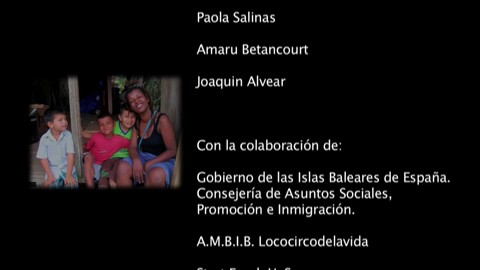 Paola Salinas
Amaru Betancourt
Joaquin Alvear
Con la colaboración de:
Gobierno de las Islas Baleares de España.
Consejería de Asuntos Sociales,
Promoción e Inmigración.
A.M.B.I.B. Lococircodelavida